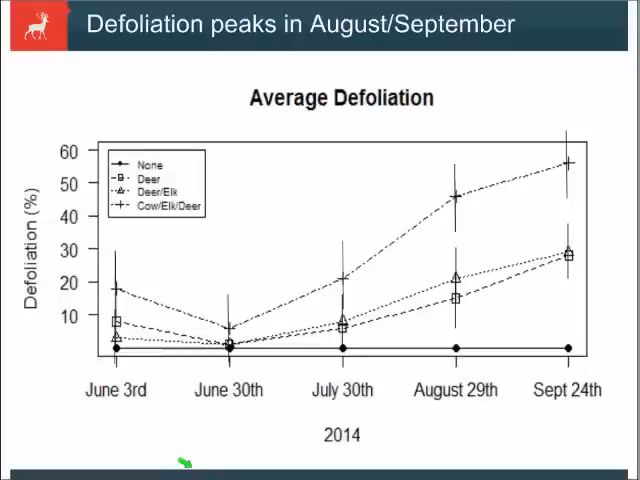 Defoliation peaks in August/September
Average Defoliation
60
50
40
30
20
10
Defoliation (%)
None
Deer
Deer/Elk
Cow/Elk/Deer
June 3rd June 30th July 30th August 29th Sept 24th
2014